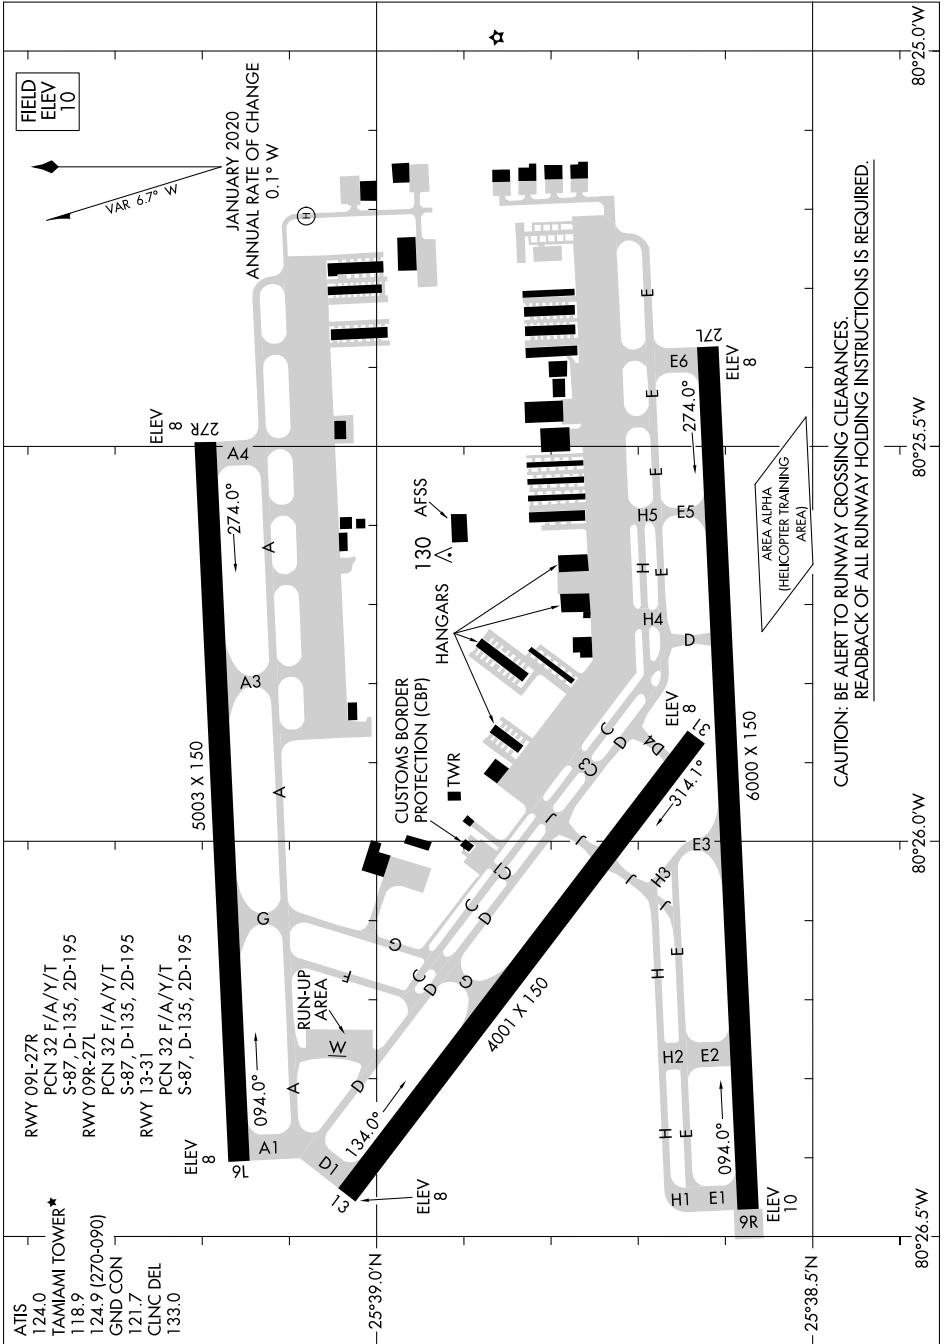 ATIS
124.0
TAMIAMI TOWER★
118.9
124.9 (270-090)
GND CON
121.7
CLNC DEL
133.0
RWY 09L-27R
PCN 32 F/A/Y/T
S-87, D-135, 2D-195
RWY 09R-27L
PCN 32 F/A/Y/T
S-87, D-135, 2D-195
RWY 13-31
PCN 32 F/A/Y/T
S-87, D-135, 2D-195
FIELD
ELEV
10
VAR 6.7° W
JANUARY 2020
ANNUAL RATE OF CHANGE
0.1° W
ELEV
8
9L
A1
094.0°
5003 X 150
274.0°
ELEV
8
27R
A4
A
G
A
A3
A
H
D1
D
W
RUN-UP
AREA
F
G
13
ELEV
8
134.0°
4001 X 150
314.1°
31
ELEV
8
C
D
G
C
D
C1
CUSTOMS BORDER
PROTECTION (CBP)
TWR
HANGARS
130
AFSS
J
J
J
J
C3
D
C
D4
D
H4
H
E
H5
E5
E
E
E6
E
H1
E1
H
E
H2
E2
H
E
H3
E3
9R
ELEV
10
094.0°
6000 X 150
274.0°
27L
ELEV
8
AREA ALPHA
(HELICOPTER TRAINING
AREA)
CAUTION: BE ALERT TO RUNWAY CROSSING CLEARANCES.
READBACK OF ALL RUNWAY HOLDING INSTRUCTIONS IS REQUIRED.
25°39.0'N
25°38.5'N
80°26.5'W
80°26.0'W
80°25.5'W
80°25.0'W